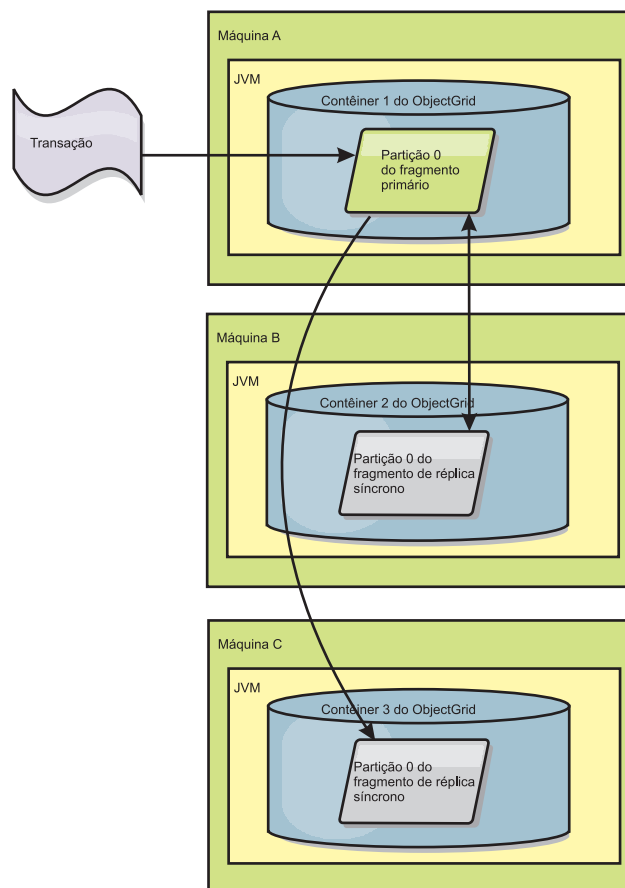 Máquina A
JVM
Contêiner 1 do ObjectGrid
Transação
Partição 0
do fragmento
primário
Máquina B
JVM
Contêiner 2 do ObjectGrid
Partição 0 do
fragmento de réplica
síncrono
Máquina C
JVM
Contêiner 3 do ObjectGrid
Partição 0 do
fragmento de réplica
síncrono